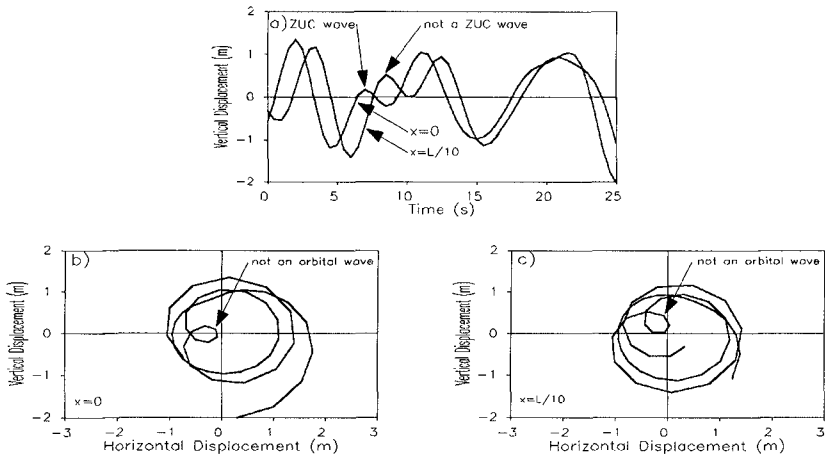 a) ZUC wave
not a ZUC wave
Vertical Displacement (m)
2
1
0
-1
-2
x=0
x=L/10
0
5
10
15
20
25
Time (s)
b)
not an orbital wave
Vertical Displacement (m)
2
1
0
-1
-2
x=0
-3
-2
-1
0
1
2
3
Horizontal Displacement (m)
c)
not an orbital wave
Vertical Displacement (m)
2
1
0
-1
-2
x=L/10
-3
-2
-1
0
1
2
3
Horizontal Displacement (m)